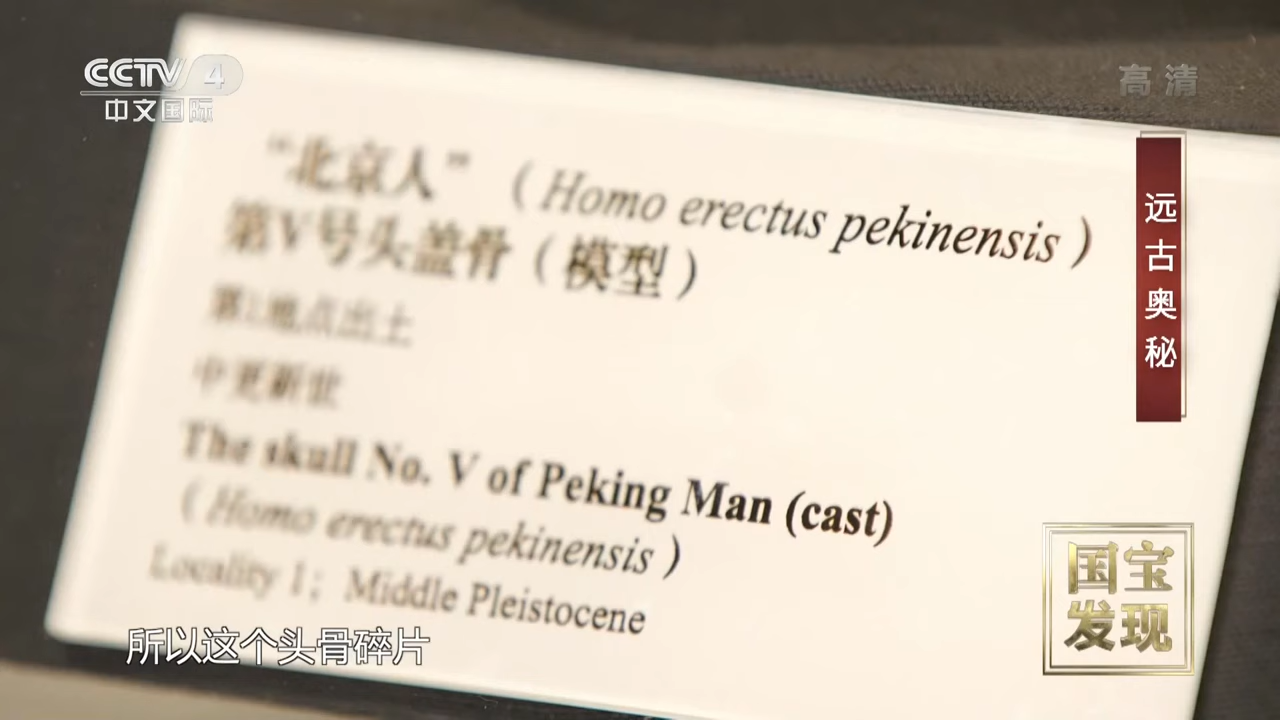 CCTV 4
中文国际
高清
远古奥秘
“北京人”（Homo erectus pekinensis）
第V号头盖骨（模型）
第1地点出土
中更新世
The skull No. V of Peking Man (cast)
（Homo erectus pekinensis）
Locality 1；Middle Pleistocene
所以这个头骨碎片
国宝
发现